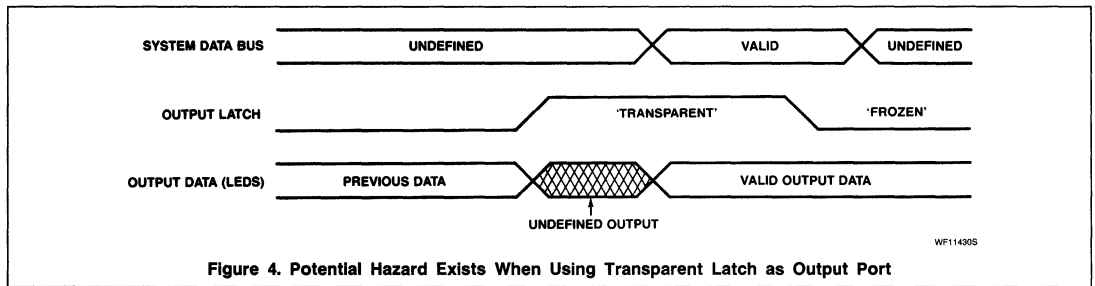 SYSTEM DATA BUS UNDEFINED VALID UNDEFINED
OUTPUT LATCH 'TRANSPARENT' 'FROZEN'
OUTPUT DATA (LEDS) PREVIOUS DATA VALID OUTPUT DATA
UNDEFINED OUTPUT
WF11430S
Figure 4. Potential Hazard Exists When Using Transparent Latch as Output Port